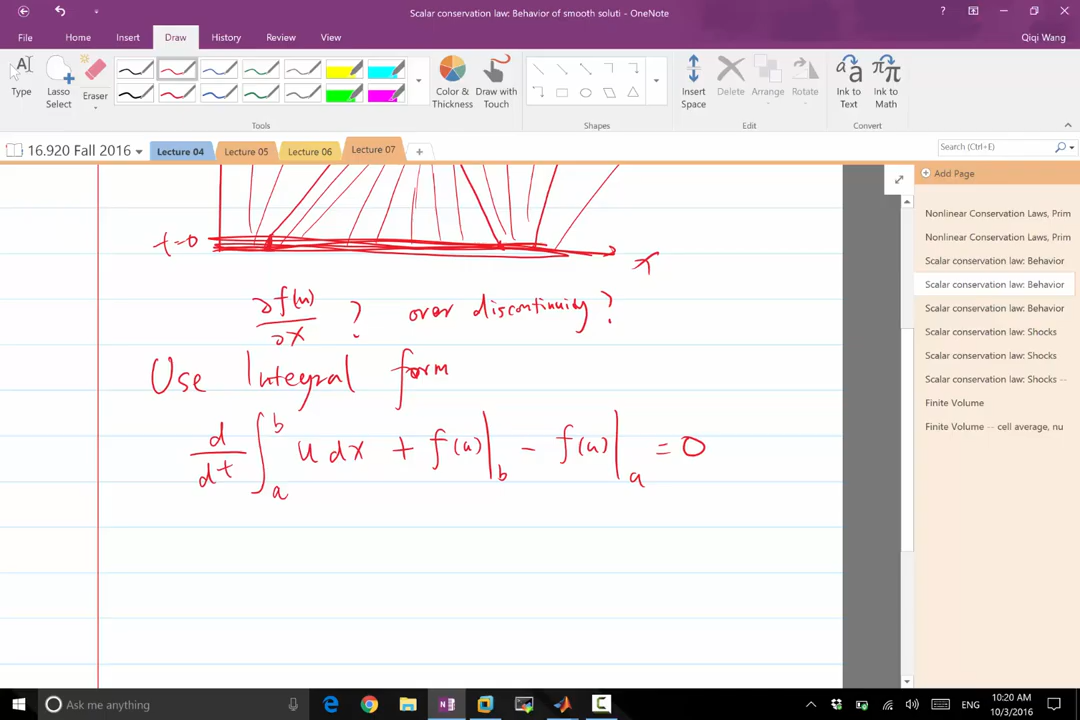 Scalar conservation law: Behavior of smooth soluti - OneNote
?
File Home Insert Draw History Review View
Qiqi Wang
Type
Lasso Select
Eraser
Color & Thickness
Draw with Touch
Insert Space
Delete
Arrange
Rotate
Ink to Text
Ink to Math
Tools
Shapes
Edit
Convert
16.920 Fall 2016
Lecture 04
Lecture 05
Lecture 06
Lecture 07
Search (Ctrl+E)
Add Page
Nonlinear Conservation Laws, Prim
Nonlinear Conservation Laws, Prim
Scalar conservation law: Behavior
Scalar conservation law: Behavior
Scalar conservation law: Behavior
Scalar conservation law: Shocks
Scalar conservation law: Shocks
Scalar conservation law: Shocks --
Finite Volume
Finite Volume -- cell average, nu
t=0
x
∂f(u)/∂x ? over discontinuity?
Use Integral form
d/dt ∫_a^b u dx + f(u)|_b - f(u)|_a = 0
Ask me anything
ENG
10:20 AM
10/3/2016